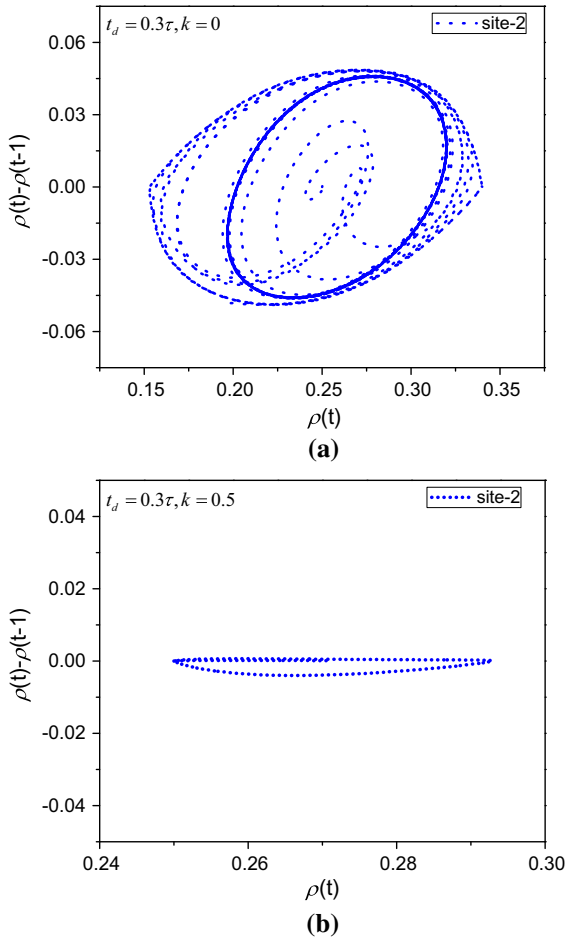 t_d = 0.3τ, k = 0
site-2
0.06
0.03
0.00
-0.03
-0.06
ρ(t)-ρ(t-1)
0.15 0.20 0.25 0.30 0.35
ρ(t)
(a)
t_d = 0.3τ, k = 0.5
site-2
0.04
0.02
0.00
-0.02
-0.04
ρ(t)-ρ(t-1)
0.24 0.26 0.28 0.30
ρ(t)
(b)